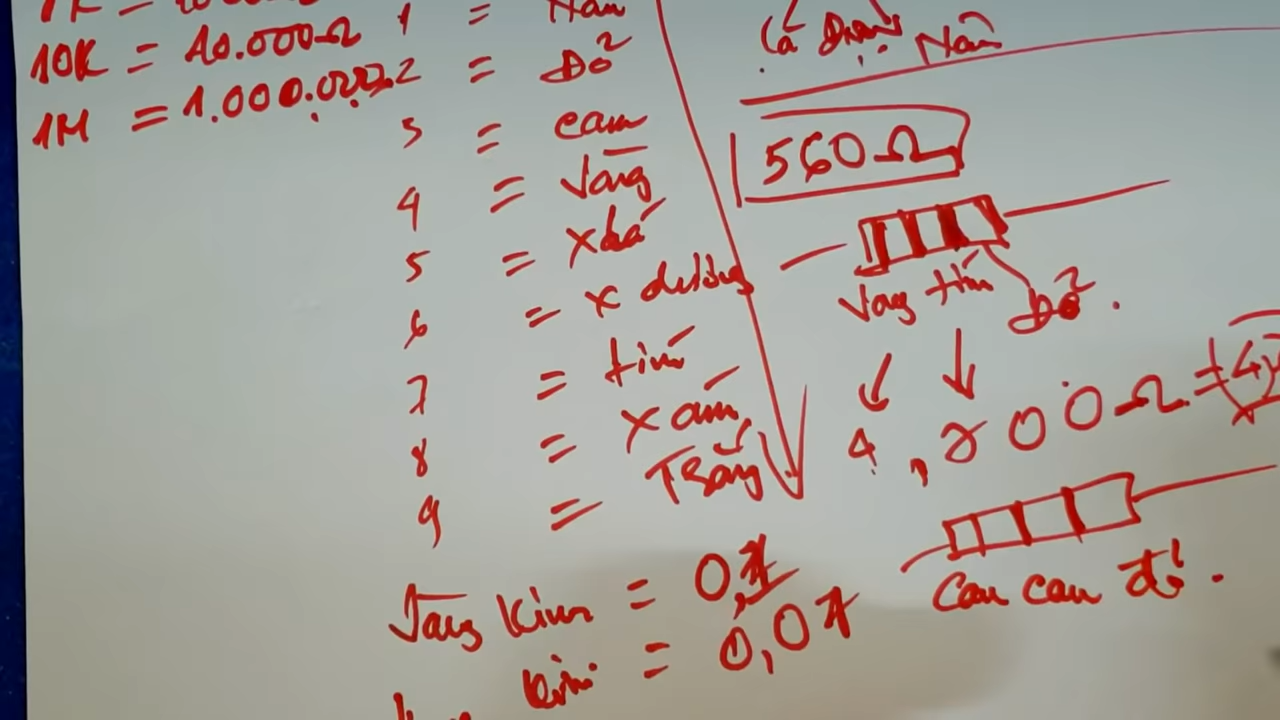 10K = 10.000Ω
1M = 1.000.000Ω
1 = Nâu
2 = Đỏ
3 = cam
4 = Vàng
5 = x lá
6 = x dương
7 = tím
8 = xám
9 = Trắng
Vàng kim = 0,1
kim = 0,01
Nâu
560Ω
Vàng tím Đỏ.
4,700Ω =
Cam cam đỏ.